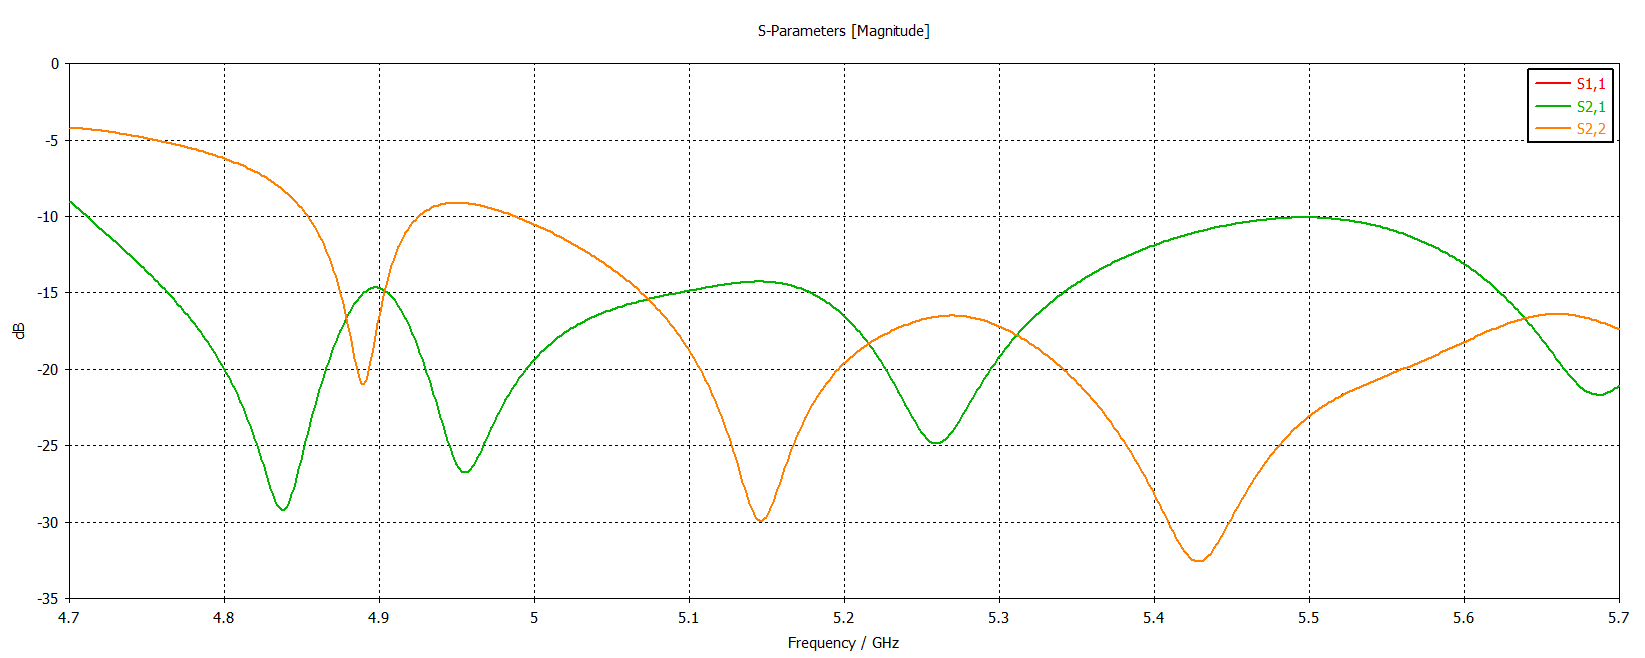 S-Parameters [Magnitude]
0
-5
-10
-15
-20
-25
-30
-35
dB
S1,1
S2,1
S2,2
4.7 4.8 4.9 5 5.1 5.2 5.3 5.4 5.5 5.6 5.7
Frequency / GHz